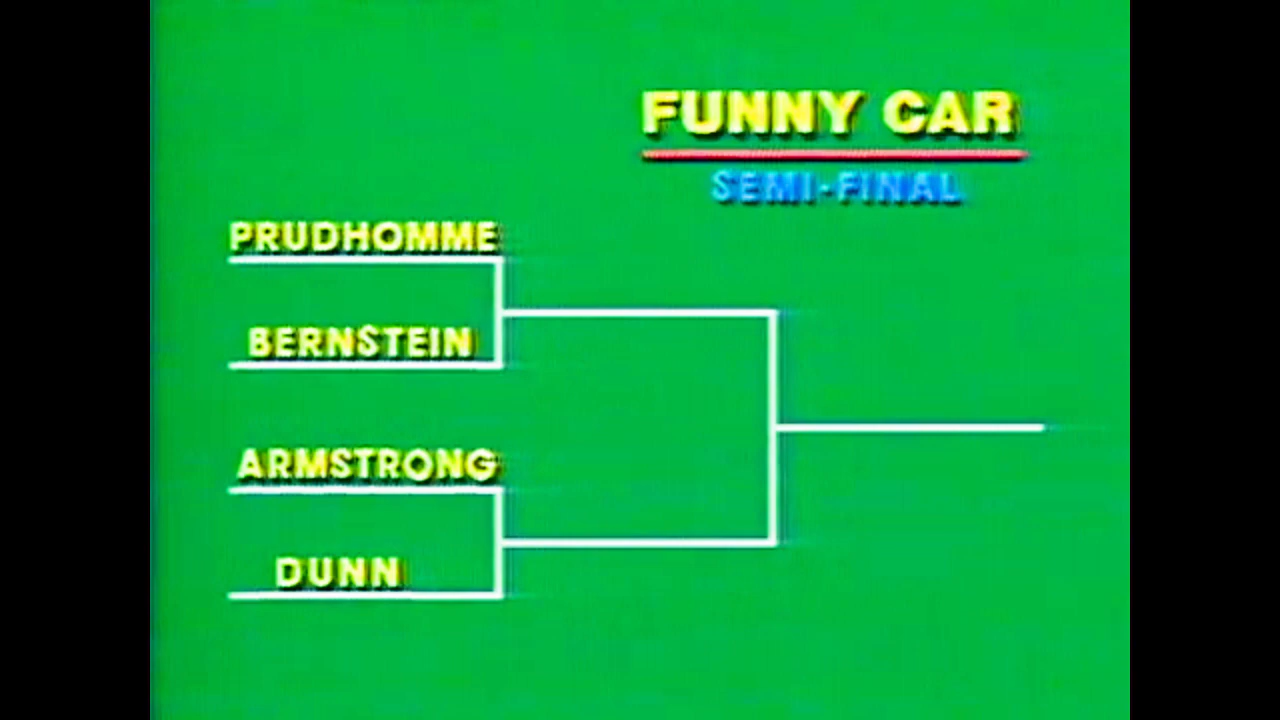 FUNNY CAR
SEMI-FINAL
PRUDHOMME
BERNSTEIN
ARMSTRONG
DUNN